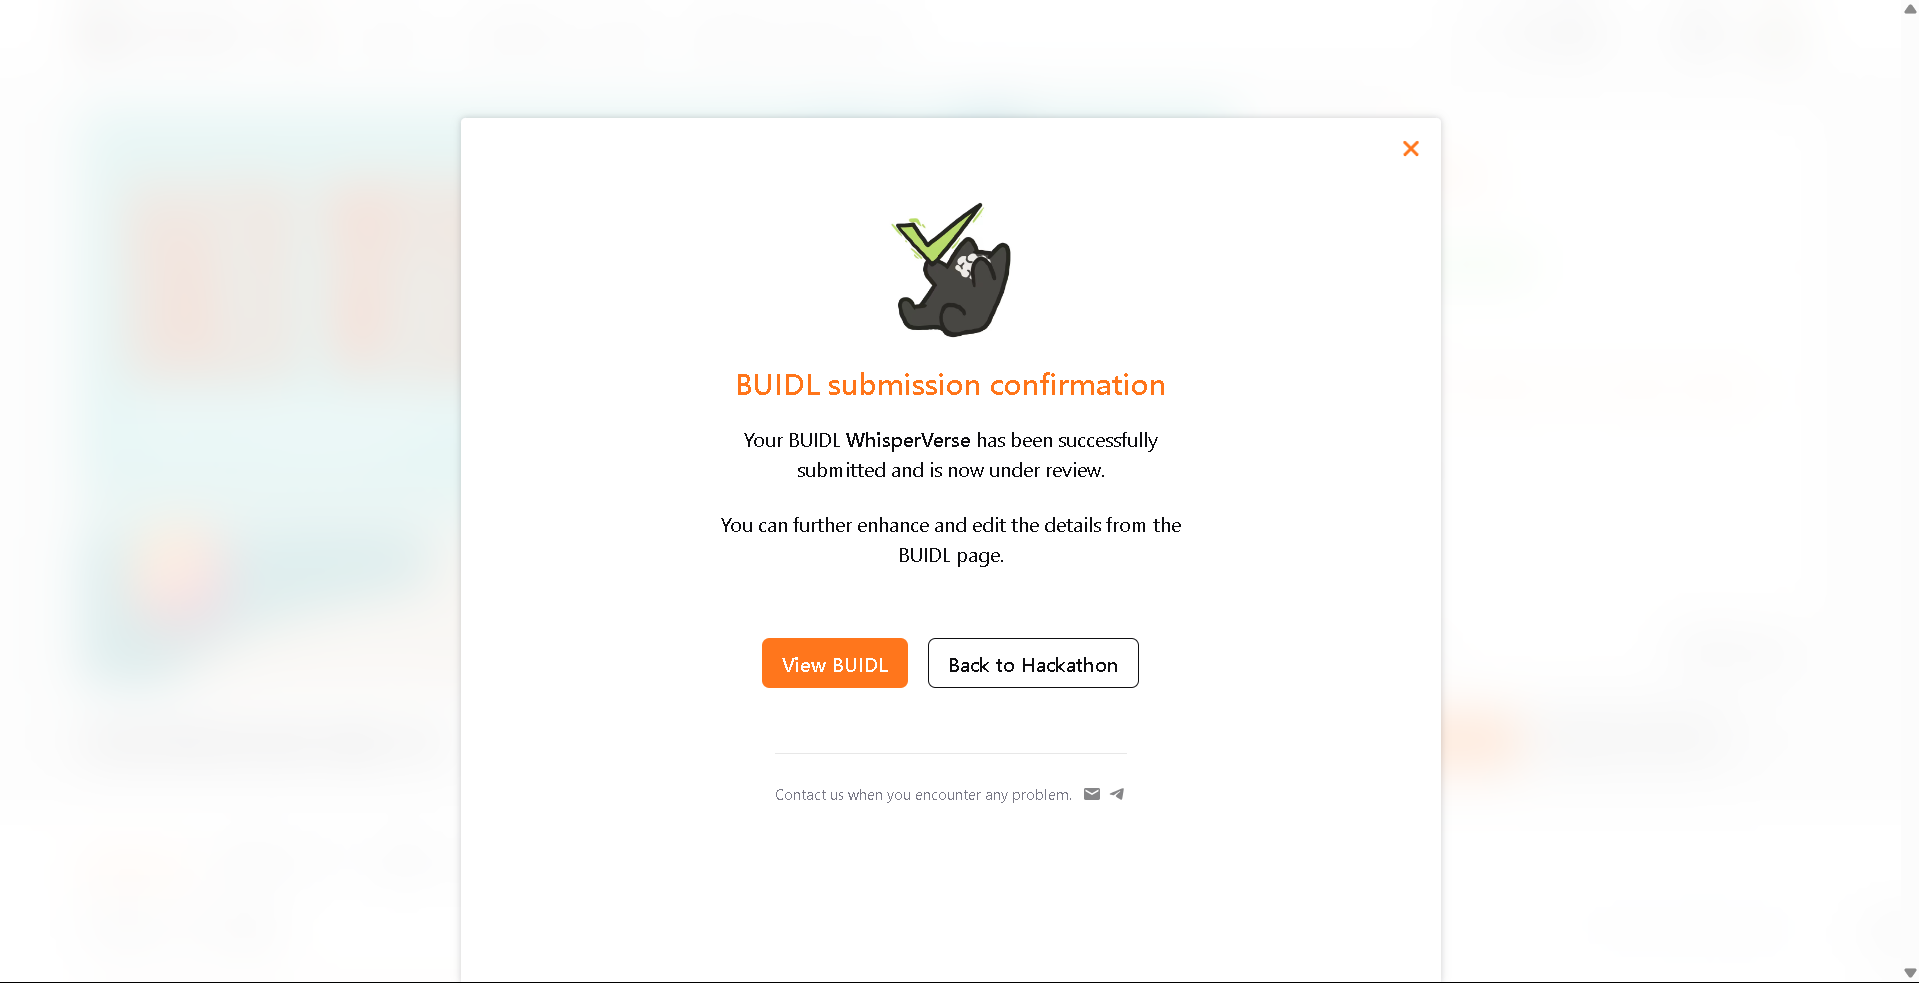 BUIDL submission confirmation
Your BUIDL WhisperVerse has been successfully
submitted and is now under review.
You can further enhance and edit the details from the
BUIDL page.
View BUIDL
Back to Hackathon
Contact us when you encounter any problem.